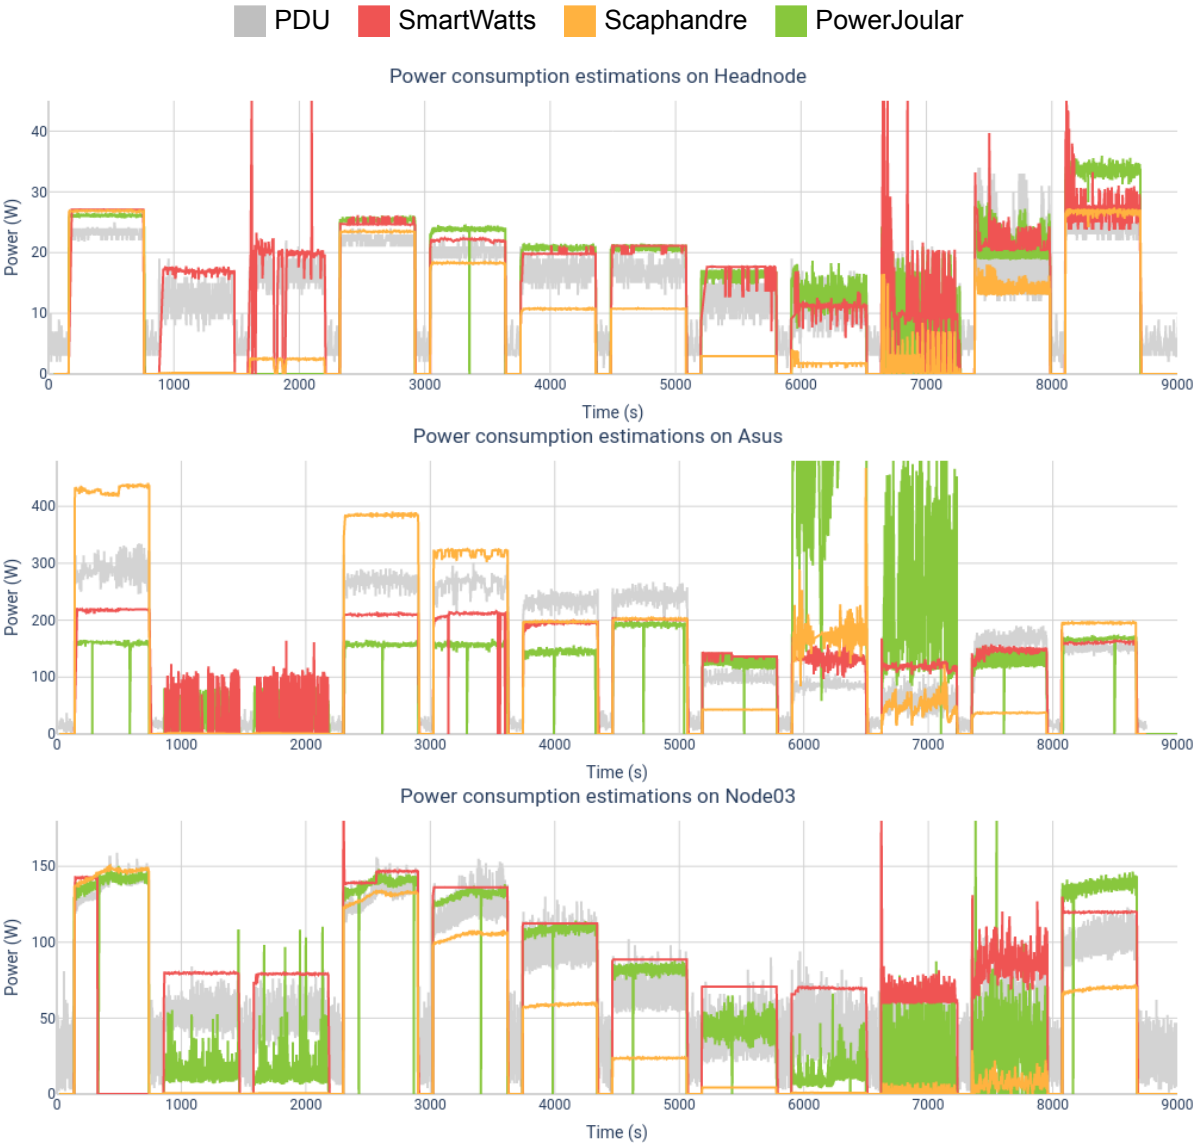 PDU SmartWatts Scaphandre PowerJoular
Power consumption estimations on Headnode
Power (W)
40
30
20
10
0
0 1000 2000 3000 4000 5000 6000 7000 8000 9000
Time (s)
Power consumption estimations on Asus
Power (W)
400
300
200
100
0
0 1000 2000 3000 4000 5000 6000 7000 8000 9000
Time (s)
Power consumption estimations on Node03
Power (W)
150
100
50
0
0 1000 2000 3000 4000 5000 6000 7000 8000 9000
Time (s)